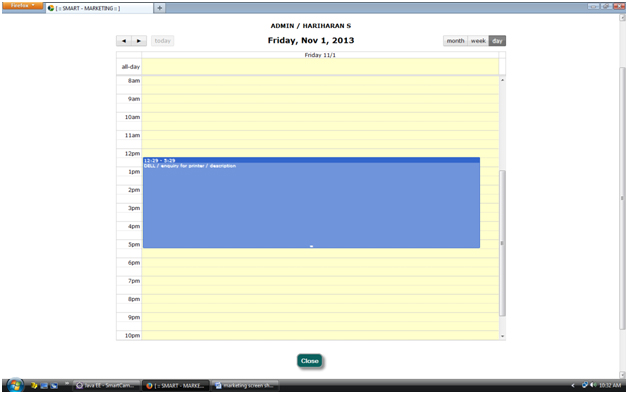 Firefox
[ :: SMART - MARKETING :: ]
ADMIN / HARIHARAN S
today
Friday, Nov 1, 2013
month week day
Friday 11/1
all-day
8am
9am
10am
11am
12pm
12:29 - 5:29
DELL / enquiry for printer / description
1pm
2pm
3pm
4pm
5pm
6pm
7pm
8pm
9pm
10pm
Close
Java EE - SmartCam...
[ :: SMART - MARKE...
marketing screen sh...
10:32 AM